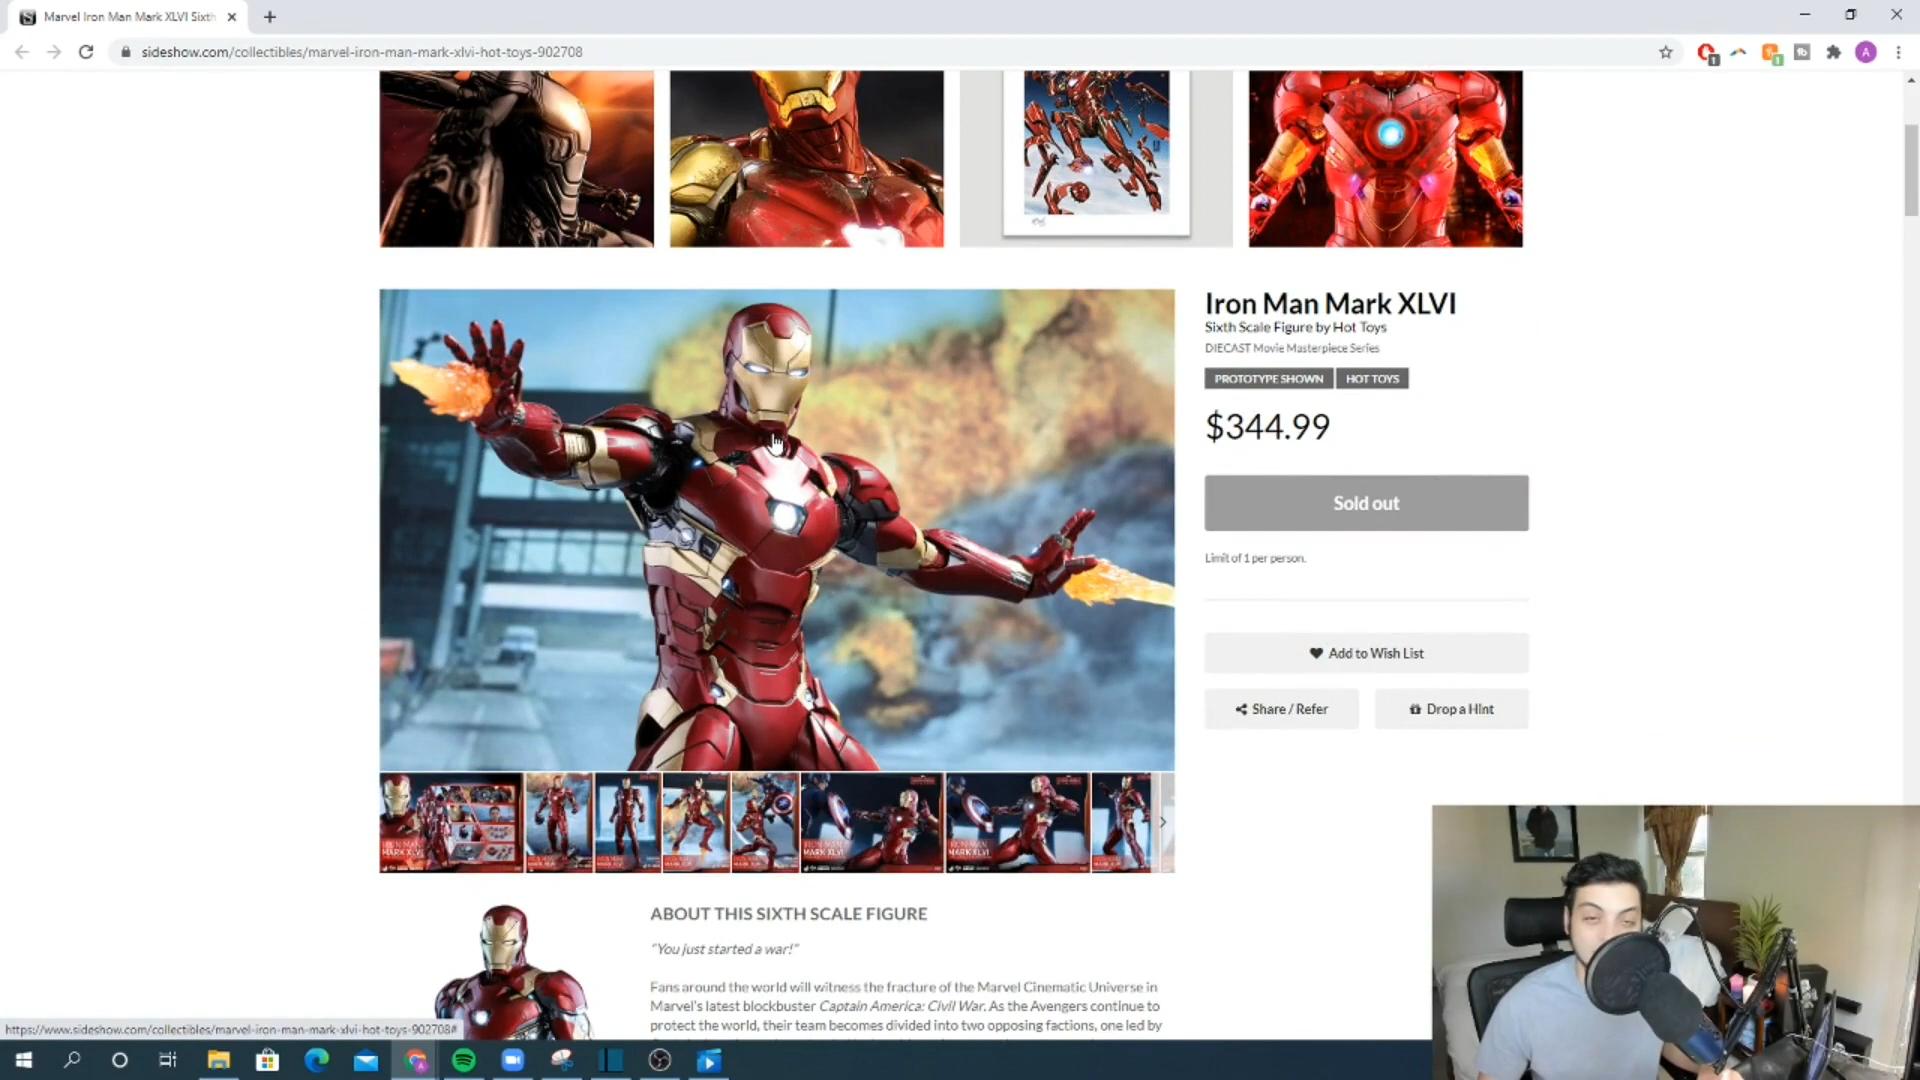 Marvel Iron Man Mark XLVI Sixth
sideshow.com/collectibles/marvel-iron-man-mark-xlvi-hot-toys-902708
A
Iron Man Mark XLVI
Sixth Scale Figure by Hot Toys
DIECAST Movie Masterpiece Series
PROTOTYPE SHOWN
HOT TOYS
$344.99
Sold out
Limit of 1 per person.
Add to Wish List
Share / Refer
Drop a Hint
IRON MAN
MARK XLVI
ABOUT THIS SIXTH SCALE FIGURE
"You just started a war!"
Fans around the world will witness the fracture of the Marvel Cinematic Universe in
Marvel's latest blockbuster Captain America: Civil War. As the Avengers continue to
protect the world, their team becomes divided into two opposing factions, one led by
https://www.sideshow.com/collectibles/marvel-iron-man-mark-xlvi-hot-toys-902708#